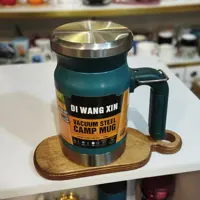 DI WANG XIN
VACUUM STEEL
CAMP MUG